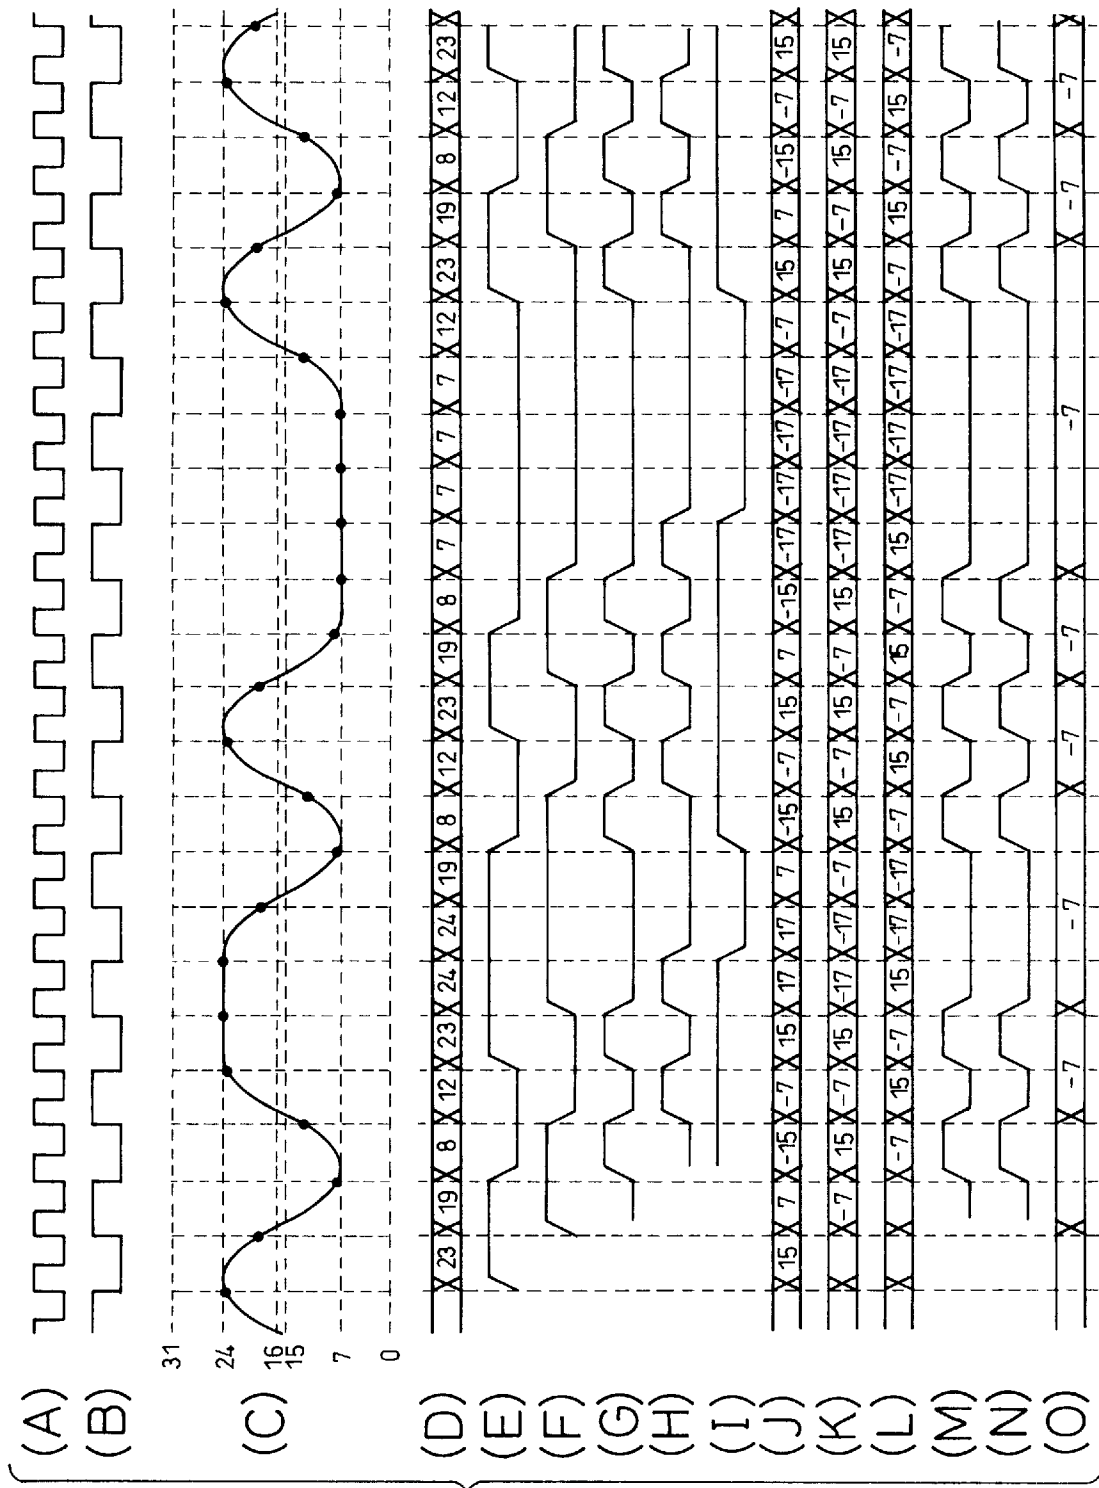 (A)
(B)
(C)
31
24
16
15
7
0
(D) 23 19 8 12 23 24 24 19 8 12 23 19 8 7 7 7 7 12 23 19 8 12 23
(E)
(F)
(G)
(H)
(I)
(J) 15 7 -15 -7 15 17 17 7 -15 -7 15 7 -15 -17 -17 -17 -17 -7 15 7 -15 -7 15
(K) -7 15 -7 15 -17 -17 -7 15 -7 15 -7 15 -17 -17 -17 -17 -7 15 -7 15 -7 15
(L) -7 15 -7 15 -17 -17 -7 15 -7 15 -7 15 -17 -17 -17 -17 -7 15 -7 15 -7
(M)
(N)
(O) -7 -7 -7 -7 -7 -7 -7